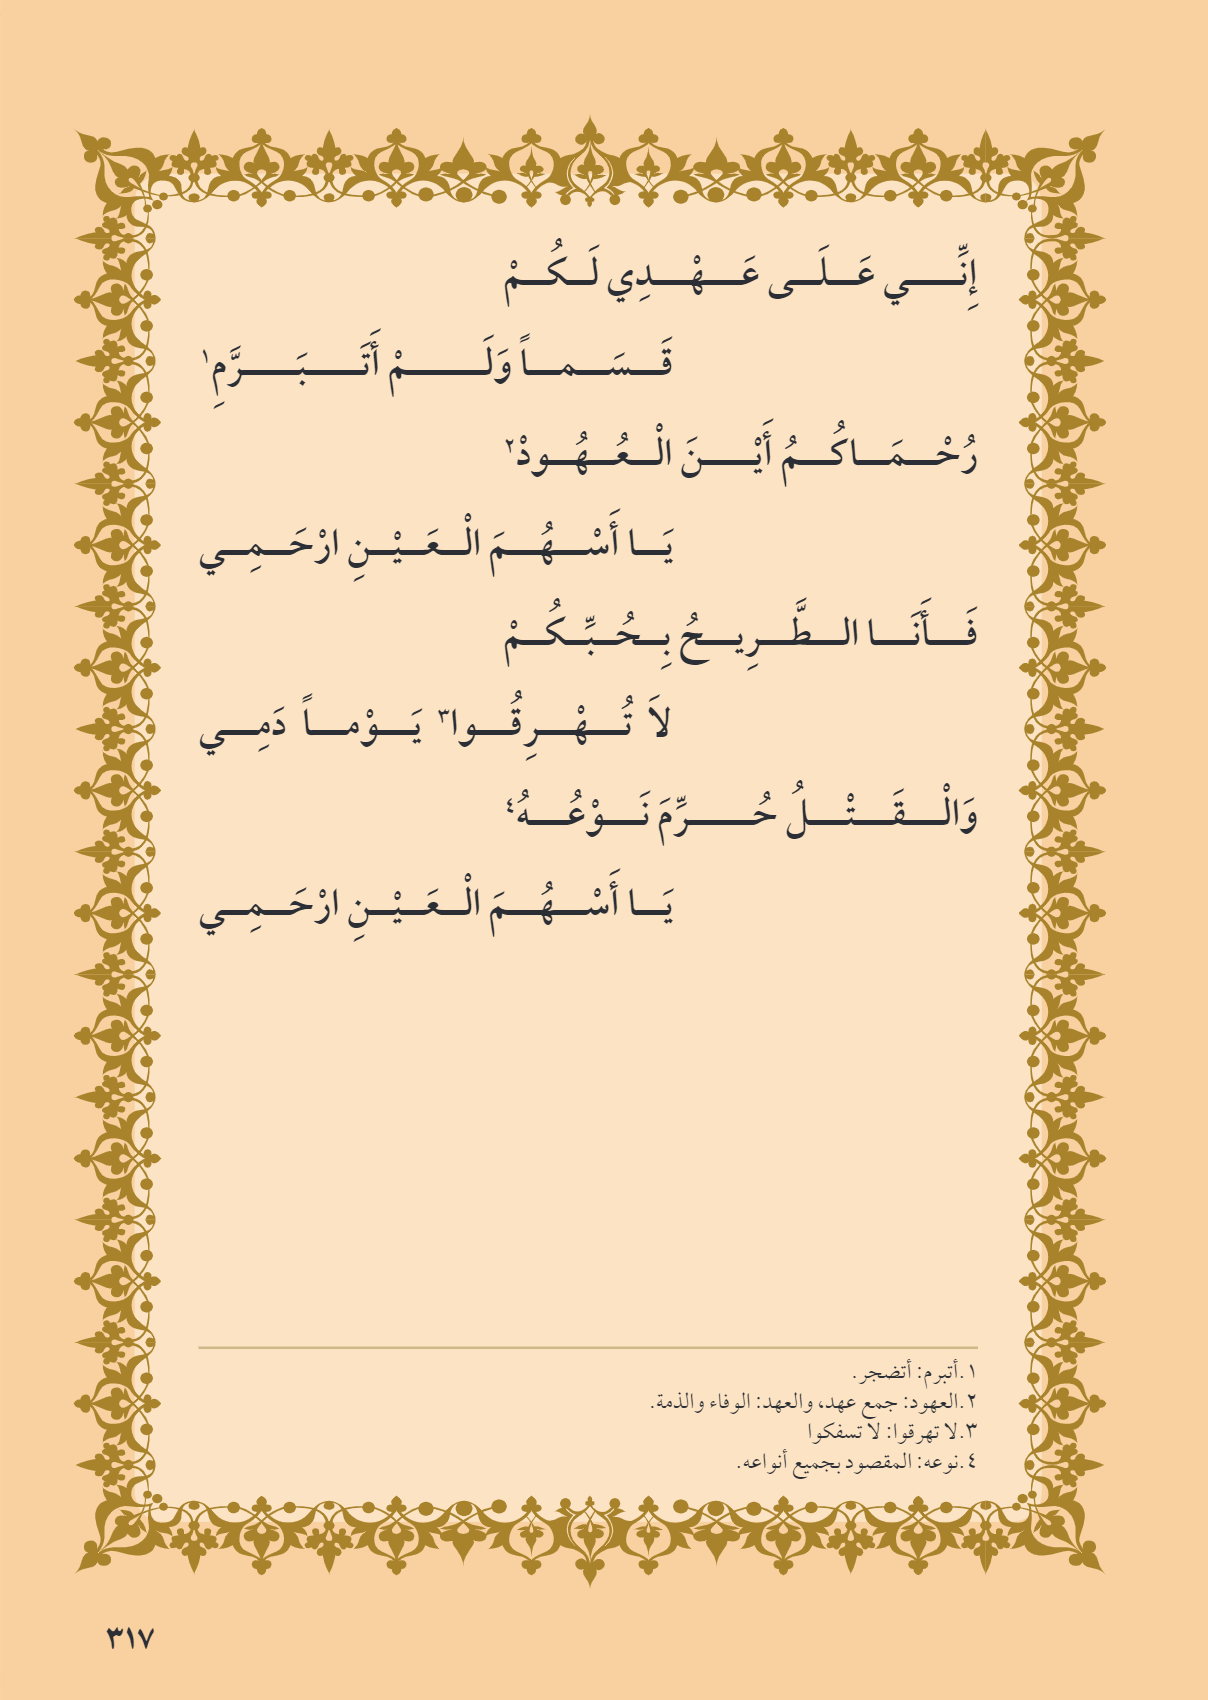 إِنِّي عَلَى عَهْدِي لَكُمْ
قَسَماً وَلَمْ أَتَبَرَّمِ١
رُحْمَاكُمُ أَيْنَ الْعُهُودْ٢
يَا أَسْهُمَ الْعَيْنِ ارْحَمِي
فَأَنَا الطَّرِيحُ بِحُبِّكُمْ
لاَ تُهْرِقُوا٣ يَوْماً دَمِي
وَالْقَتْلُ حُرِّمَ نَوْعُهُ٤
يَا أَسْهُمَ الْعَيْنِ ارْحَمِي
١.أتبرم: أتضجر.
٢.العهود: جمع عهد، والعهد: الوفاء والذمة.
٣.لا تهرقوا: لا تسفكوا
٤.نوعه: المقصود بجميع أنواعه.
٣١٧